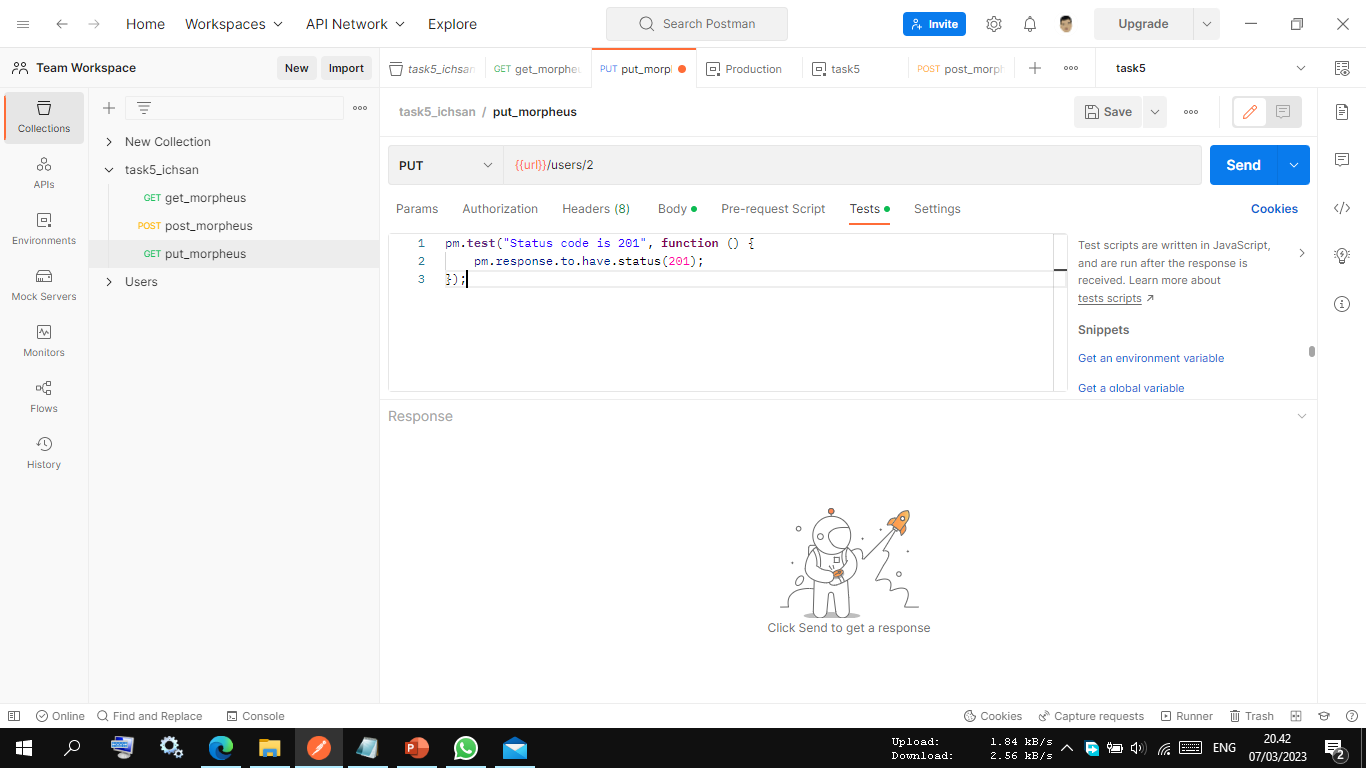 Home Workspaces API Network Explore Search Postman Invite Upgrade
Team Workspace New Import
task5_ichsan GET get_morpheus PUT put_morpl Production task5 POST post_morph task5
Collections
APIs
Environments
Mock Servers
Monitors
Flows
History
New Collection
task5_ichsan
GET get_morpheus
POST post_morpheus
GET put_morpheus
Users
task5_ichsan / put_morpheus Save
PUT {{url}}/users/2 Send
Params Authorization Headers (8) Body Pre-request Script Tests Settings Cookies
1 pm.test("Status code is 201", function () {
2 pm.response.to.have.status(201);
3 });
Test scripts are written in JavaScript,
and are run after the response is
received. Learn more about
tests scripts
Snippets
Get an environment variable
Get a global variable
Response
Click Send to get a response
Online Find and Replace Console Cookies Capture requests Runner Trash
Upload: 1.84 kB/s
Download: 2.56 kB/s
ENG
20.42
07/03/2023
2